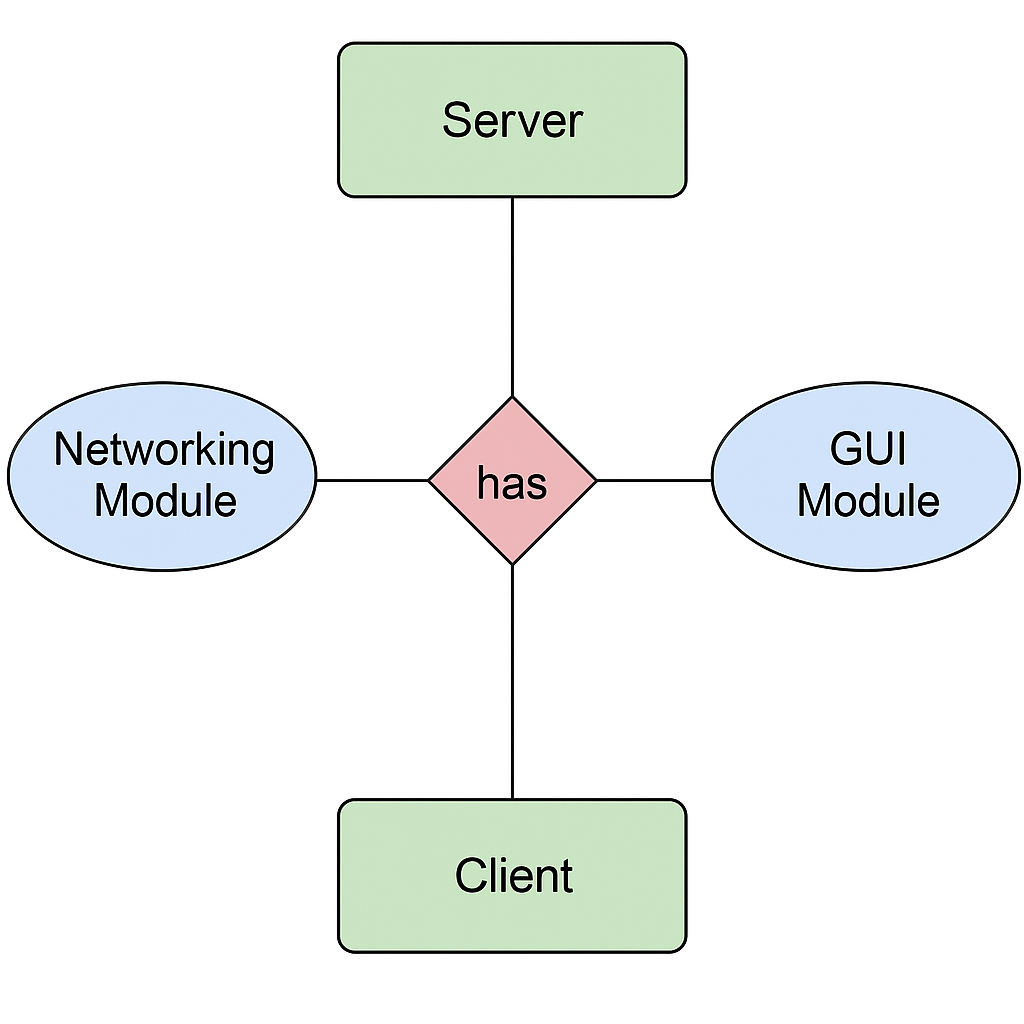 Server
Networking
Module
has
GUI
Module
Client